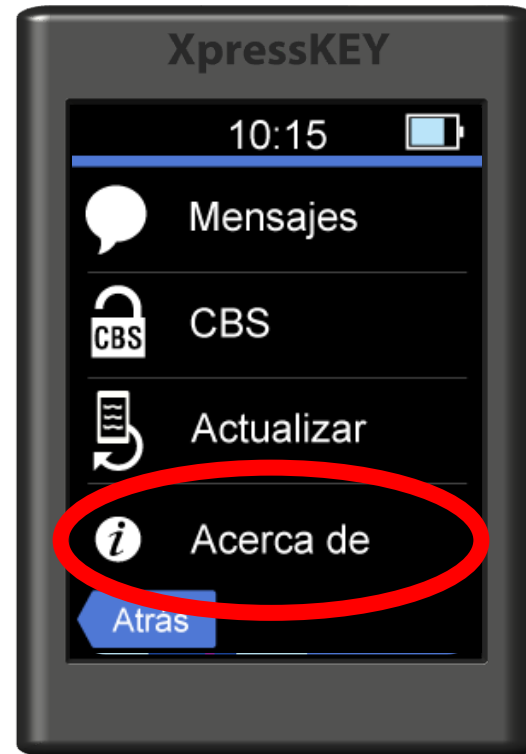 XpressKEY
10:15
Mensajes
CBS
CBS
Actualizar
i
Acerca de
Atrás